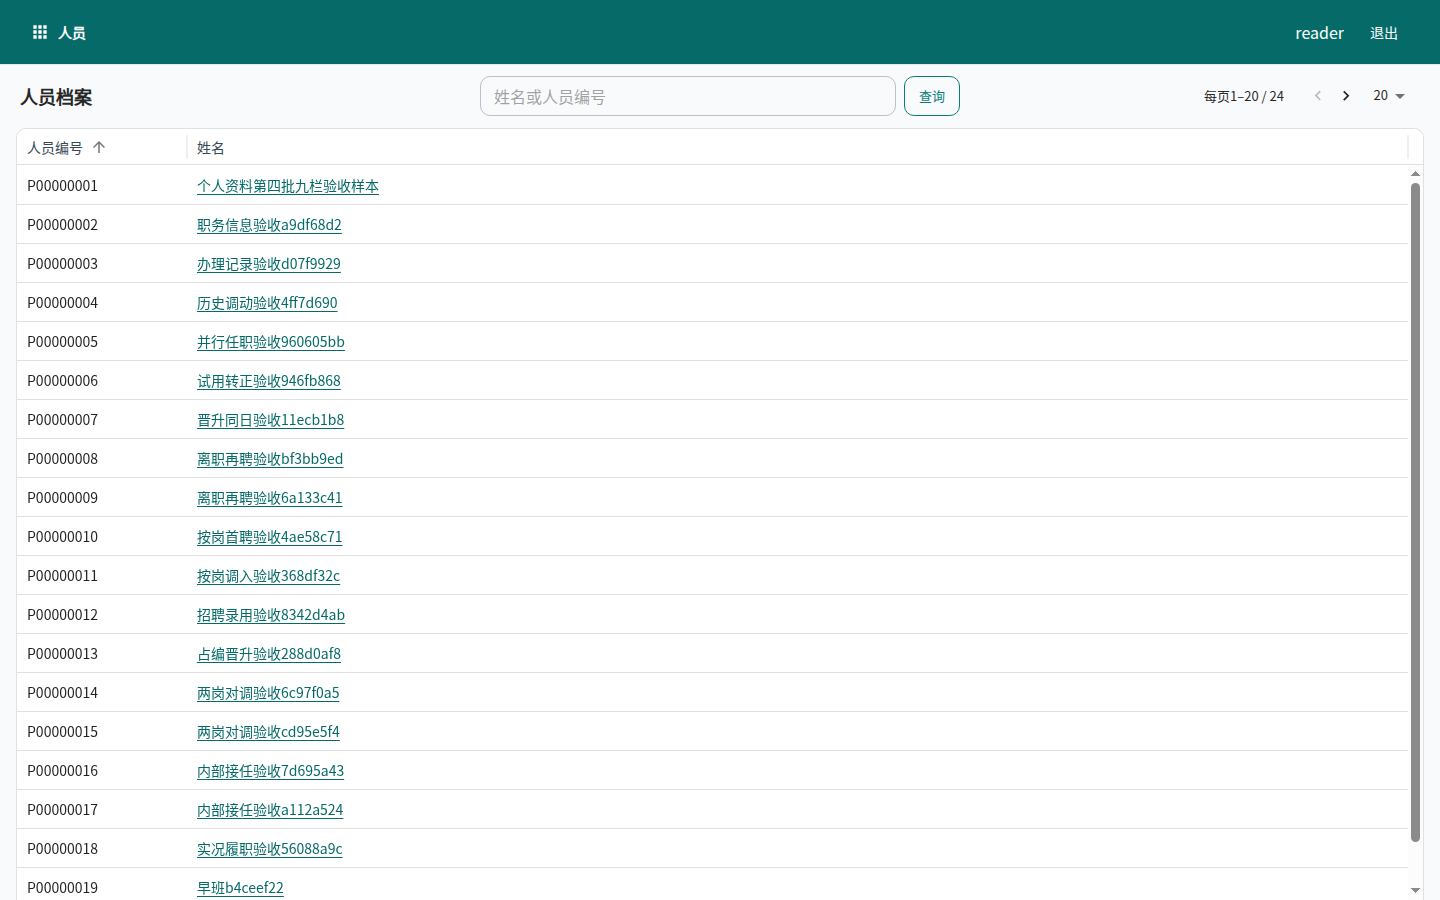 人员
reader
退出
人员档案
姓名或人员编号
查询
每页1–20 / 24
20
人员编号 姓名
P00000001 个人资料第四批九栏验收样本
P00000002 职务信息验收a9df68d2
P00000003 办理记录验收d07f9929
P00000004 历史调动验收4ff7d690
P00000005 并行任职验收960605bb
P00000006 试用转正验收946fb868
P00000007 晋升同日验收11ecb1b8
P00000008 离职再聘验收bf3bb9ed
P00000009 离职再聘验收6a133c41
P00000010 按岗首聘验收4ae58c71
P00000011 按岗调入验收368df32c
P00000012 招聘录用验收8342d4ab
P00000013 占编晋升验收288d0af8
P00000014 两岗对调验收6c97f0a5
P00000015 两岗对调验收cd95e5f4
P00000016 内部接任验收7d695a43
P00000017 内部接任验收a112a524
P00000018 实况履职验收56088a9c
P00000019 早班b4ceef22